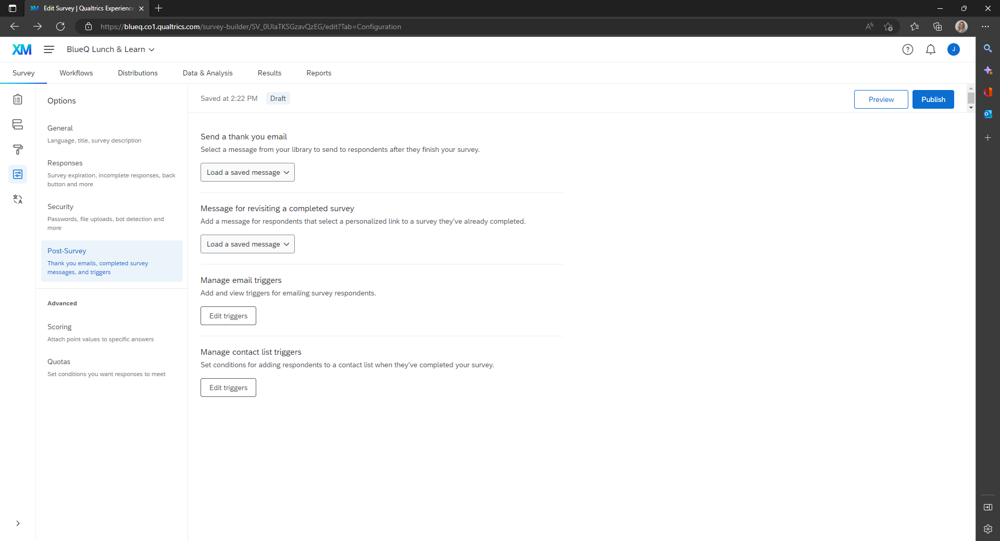 Edit Survey | Qualtrics Experience
https://blueq.co1.qualtrics.com/survey-builder/SV_0UIaTKSGzavQzEG/edit?Tab=Configuration
XM
BlueQ Lunch & Learn
J
Survey
Workflows
Distributions
Data & Analysis
Results
Reports
Options
General
Language, title, survey description
Responses
Survey expiration, incomplete responses, back
button and more
Security
Passwords, file uploads, bot detection and
more
Post-Survey
Thank you emails, completed survey
messages, and triggers
Advanced
Scoring
Attach point values to specific answers
Quotas
Set conditions you want responses to meet
Saved at 2:22 PM
Draft
Preview
Publish
Send a thank you email
Select a message from your library to send to respondents after they finish your survey.
Load a saved message
Message for revisiting a completed survey
Add a message for respondents that select a personalized link to a survey they've already completed.
Load a saved message
Manage email triggers
Add and view triggers for emailing survey respondents.
Edit triggers
Manage contact list triggers
Set conditions for adding respondents to a contact list when they've completed your survey.
Edit triggers